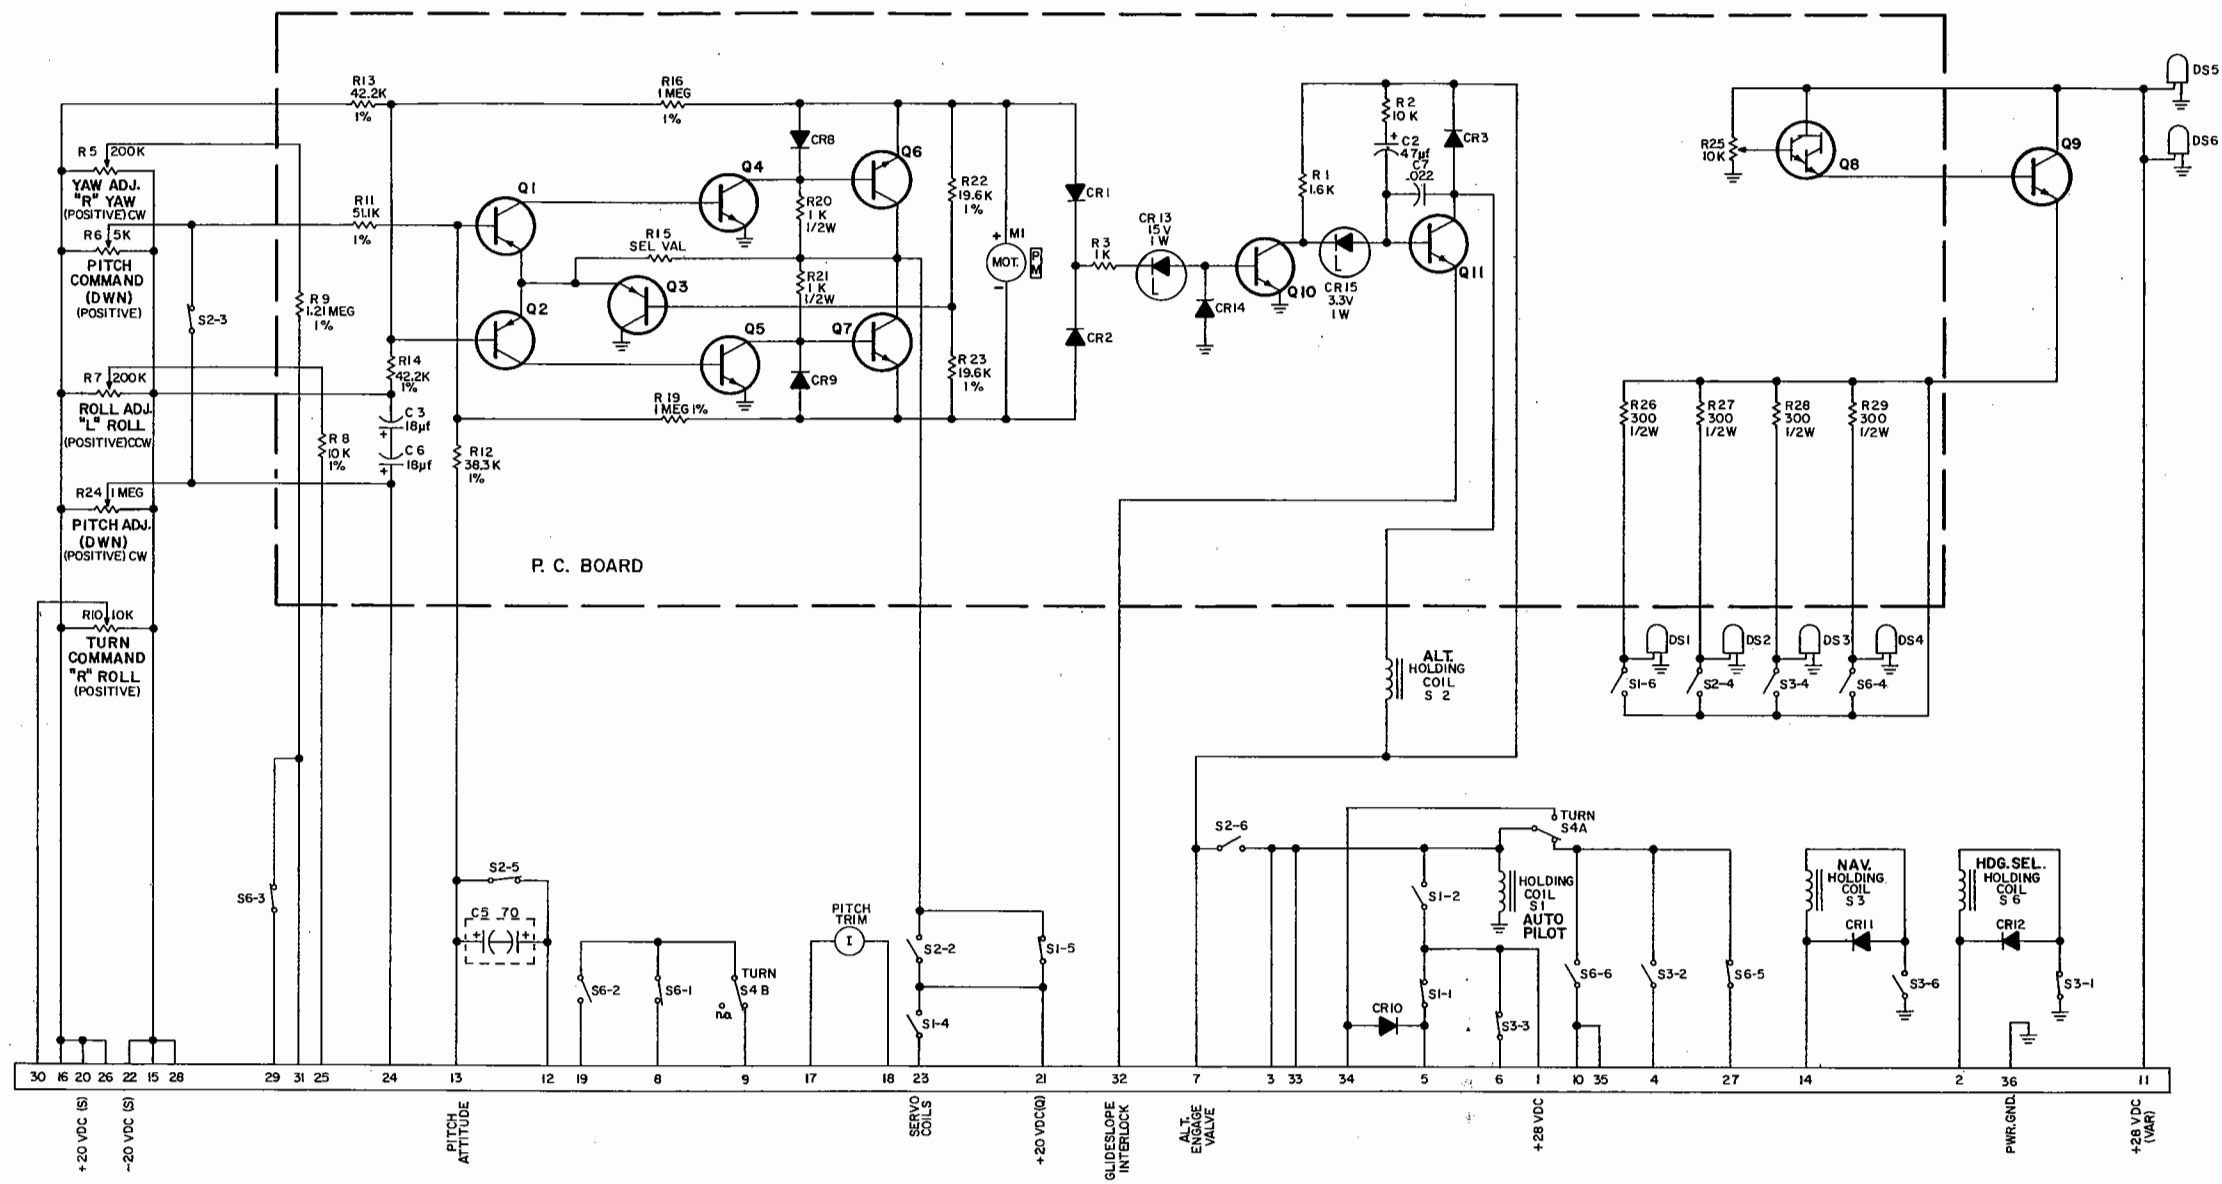 R13
42.2K
1%
R16
1 MEG
1%
R5
200K
YAW ADJ.
"R" YAW
(POSITIVE) CW
R6
5K
PITCH
COMMAND
(DWN)
(POSITIVE)
S2-3
R9
1.21 MEG
1%
R11
51.1K
1%
Q1
Q2
R14
42.2K
1%
C3
18µf
+
C6
18µf
+
R12
38.3K
1%
R7
200K
ROLL ADJ.
"L" ROLL
(POSITIVE) CCW
R8
10K
1%
R24
1 MEG
PITCH ADJ.
(DWN)
(POSITIVE) CW
R10
10K
TURN
COMMAND
"R" ROLL
(POSITIVE)
P. C. BOARD
Q4
CR8
Q6
R20
1 K
1/2W
R15
SEL VAL
Q3
R21
1 K
1/2W
Q5
Q7
CR9
R19
1 MEG 1%
R22
19.6K
1%
R23
19.6K
1%
+ M1
MOT.
PM
-
CR1
CR2
R3
1K
CR13
15V
1W
L
CR14
Q10
R1
1.6K
CR15
3.3V
1W
L
R2
10K
+
C2
47µf
C7
.022
CR3
Q11
R25
10K
Q8
Q9
DS5
DS6
R26
300
1/2W
R27
300
1/2W
R28
300
1/2W
R29
300
1/2W
DS1
DS2
DS3
DS4
S1-6
S2-4
S3-4
S6-4
ALT.
HOLDING
COIL
S 2
S6-3
S2-5
C5 70
+ +
S6-2
S6-1
TURN
S4B
n.a
PITCH
TRIM
I
S2-2
S1-5
S1-4
S2-6
TURN
S4A
S1-2
HOLDING
COIL
S1
AUTO
PILOT
S1-1
CR10
S3-3
S6-6
S3-2
S6-5
NAV.
HOLDING
COIL
S 3
CR11
S3-6
HDG. SEL.
HOLDING
COIL
S 6
CR12
S3-1
30 16 20 26 22 15 28 29 31 25 24 13 12 19 8 9 17 18 23 21 32 7 3 33 34 5 6 1 10 35 4 27 14 2 36 11
+20 VDC (S)
-20 VDC (S)
PITCH
ATTITUDE
SERVO
COILS
+20 VDC(Q)
GLIDESLOPE
INTERLOCK
ALT.
ENGAGE
VALVE
+28 VDC
PWR. GND.
+28 VDC
(VAR)